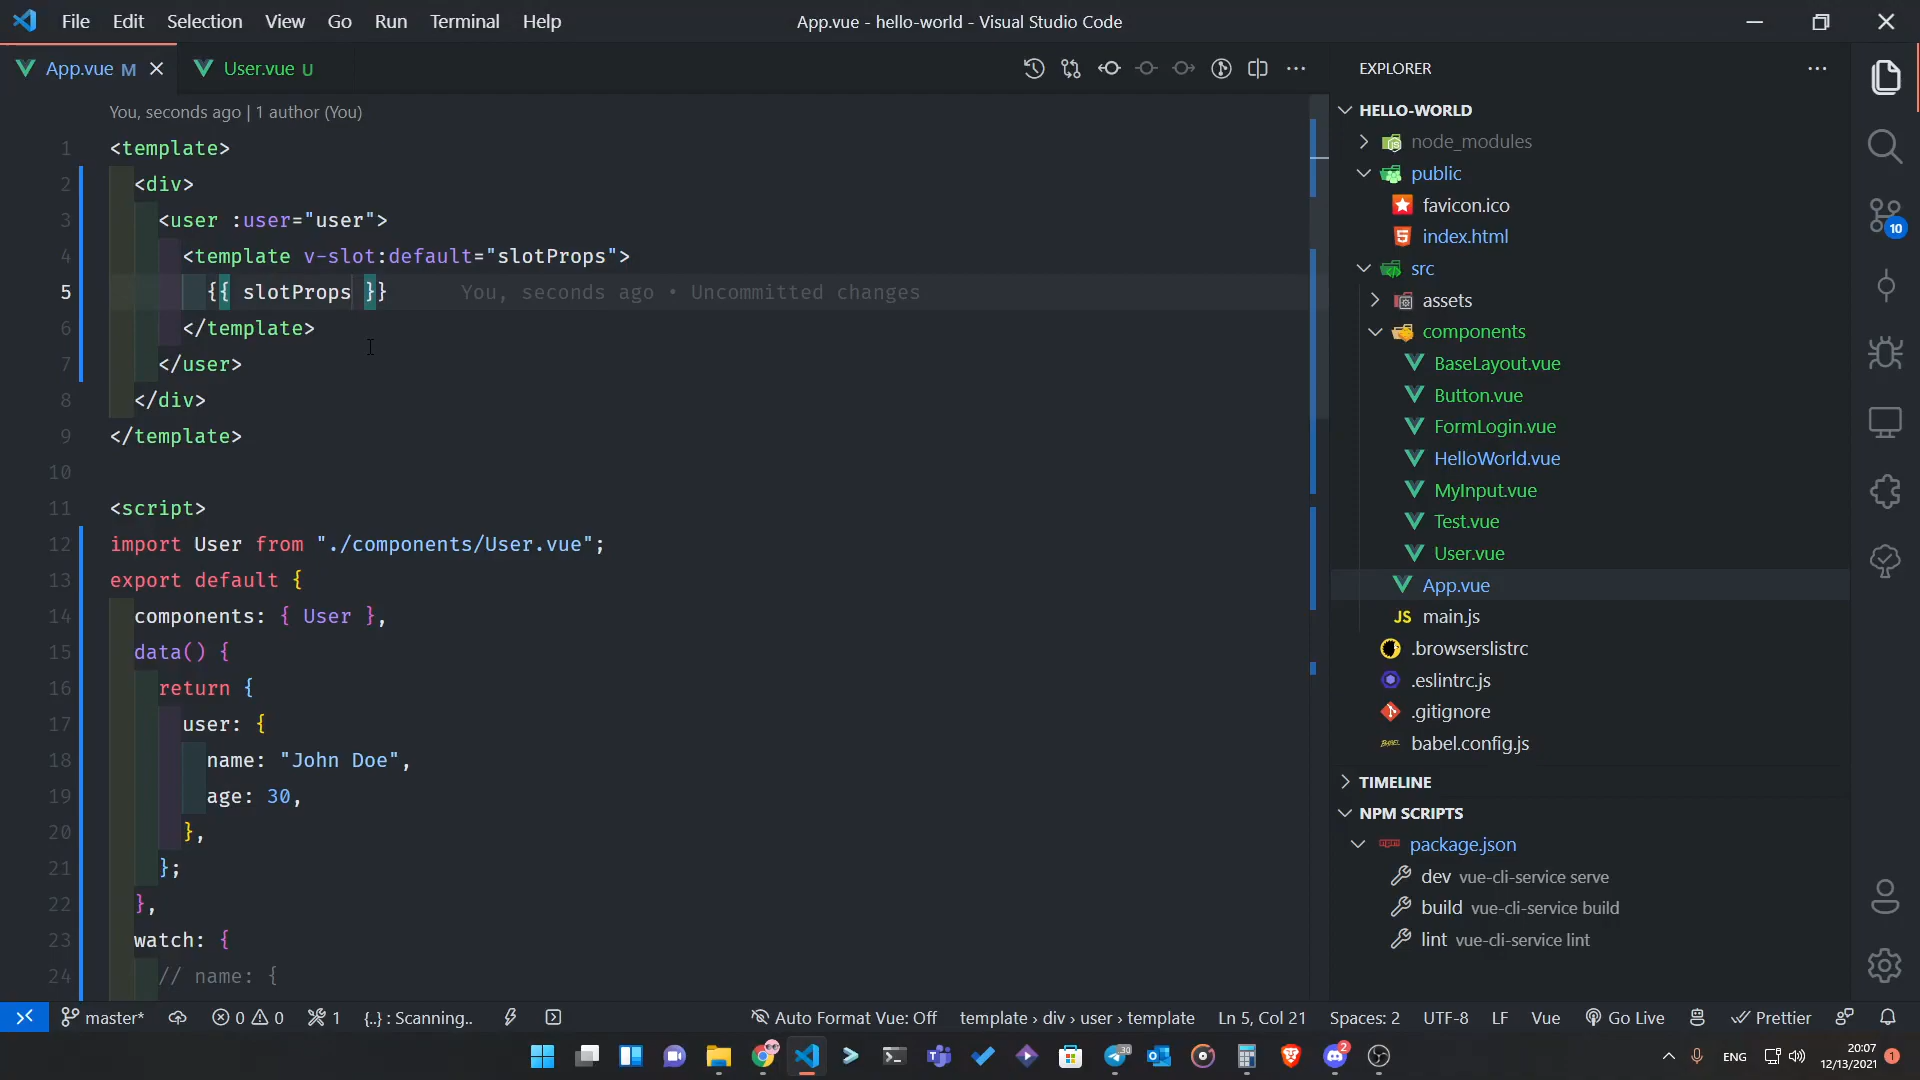 File Edit Selection View Go Run Terminal Help
App.vue - hello-world - Visual Studio Code
App.vue M
User.vue U
You, seconds ago | 1 author (You)
1 <template>
2 <div>
3 <user :user="user">
4 <template v-slot:default="slotProps">
5 {{ slotProps }} You, seconds ago • Uncommitted changes
6 </template>
7 </user>
8 </div>
9 </template>
10
11 <script>
12 import User from "./components/User.vue";
13 export default {
14 components: { User },
15 data() {
16 return {
17 user: {
18 name: "John Doe",
19 age: 30,
20 },
21 };
22 },
23 watch: {
24 // name: {
EXPLORER
HELLO-WORLD
node_modules
public
favicon.ico
index.html
src
assets
components
BaseLayout.vue
Button.vue
FormLogin.vue
HelloWorld.vue
MyInput.vue
Test.vue
User.vue
App.vue
JS main.js
.browserslistrc
.eslintrc.js
.gitignore
babel.config.js
TIMELINE
NPM SCRIPTS
package.json
dev vue-cli-service serve
build vue-cli-service build
lint vue-cli-service lint
10
master* 0 0 1 {..} : Scanning..
Auto Format Vue: Off template › div › user › template Ln 5, Col 21 Spaces: 2 UTF-8 LF Vue Go Live Prettier
30
2
ENG
20:07
12/13/2021
1